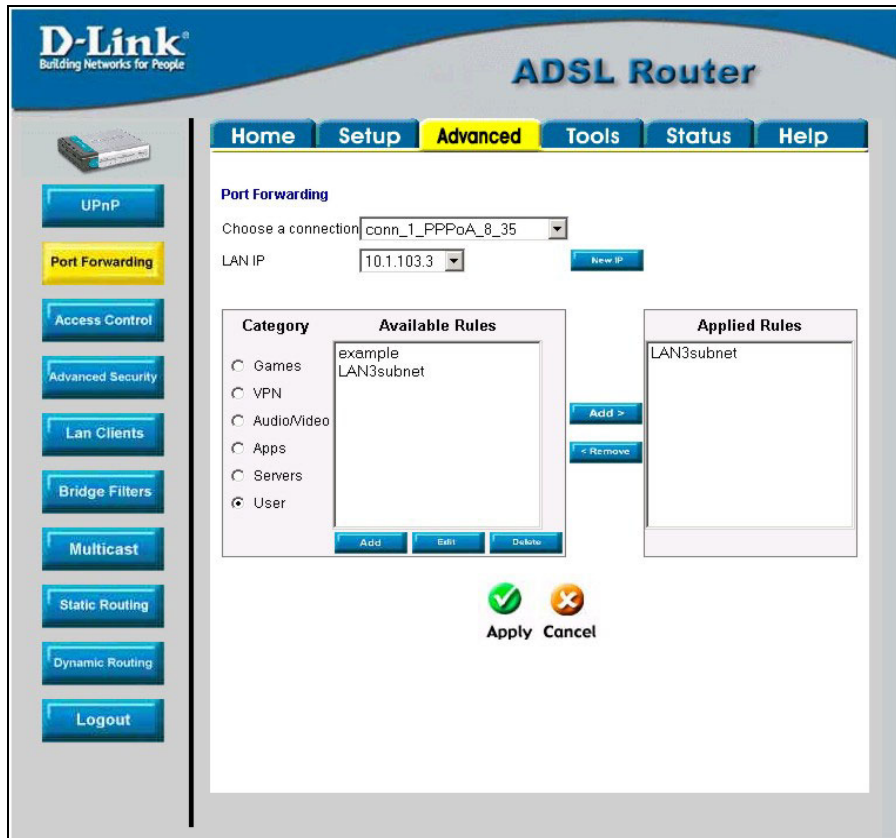 D-Link®
Building Networks for People
ADSL Router
Home Setup Advanced Tools Status Help
UPnP
Port Forwarding
Access Control
Advanced Security
Lan Clients
Bridge Filters
Multicast
Static Routing
Dynamic Routing
Logout
Port Forwarding
Choose a connection conn_1_PPPoA_8_35
LAN IP 10.1.103.3 New IP
Category Available Rules
Games
VPN
Audio/Video
Apps
Servers
User
example
LAN3subnet
Add Edit Delete
Add >
< Remove
Applied Rules
LAN3subnet
Apply Cancel